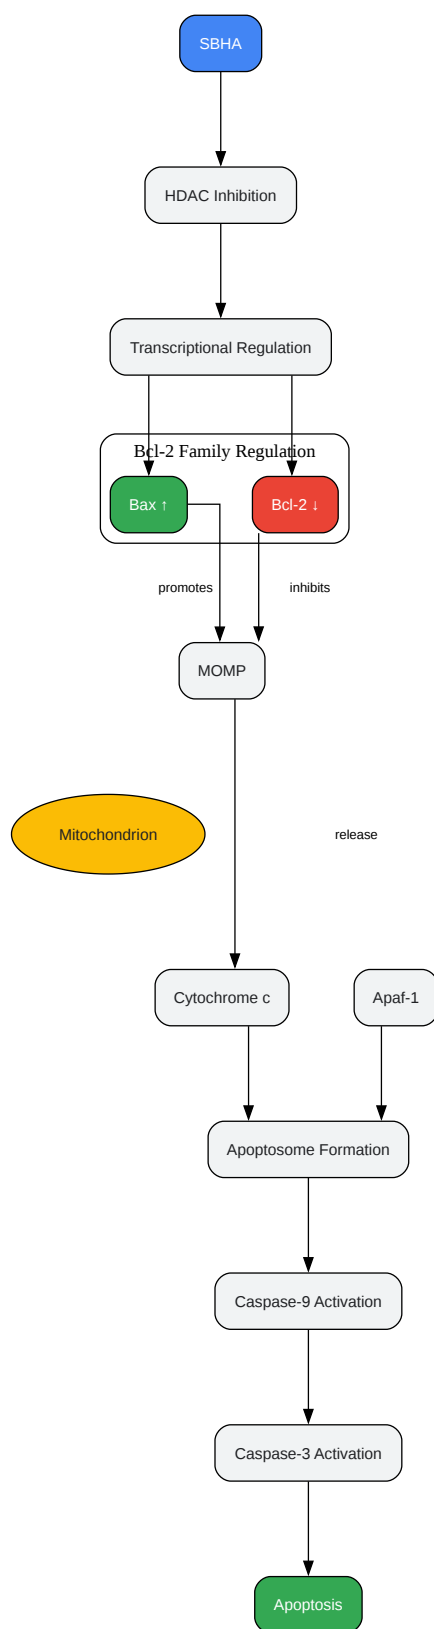 SBHA
HDAC Inhibition
Transcriptional Regulation
Bcl-2 Family Regulation
Bax ↑
Bcl-2 ↓
promotes
inhibits
MOMP
Mitochondrion
release
Cytochrome c
Apaf-1
Apoptosome Formation
Caspase-9 Activation
Caspase-3 Activation
Apoptosis